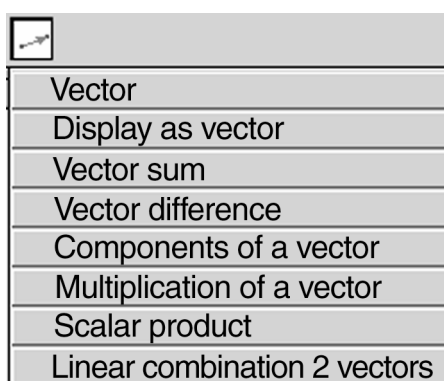 Vector
Display as vector
Vector sum
Vector difference
Components of a vector
Multiplication of a vector
Scalar product
Linear combination 2 vectors